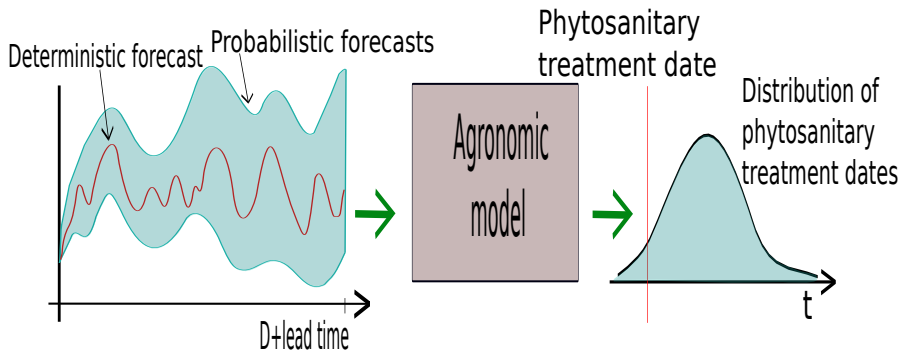 Deterministic forecast
Probabilistic forecasts
D+lead time
Agronomic
model
Phytosanitary
treatment date
Distribution of
phytosanitary
treatment dates
t